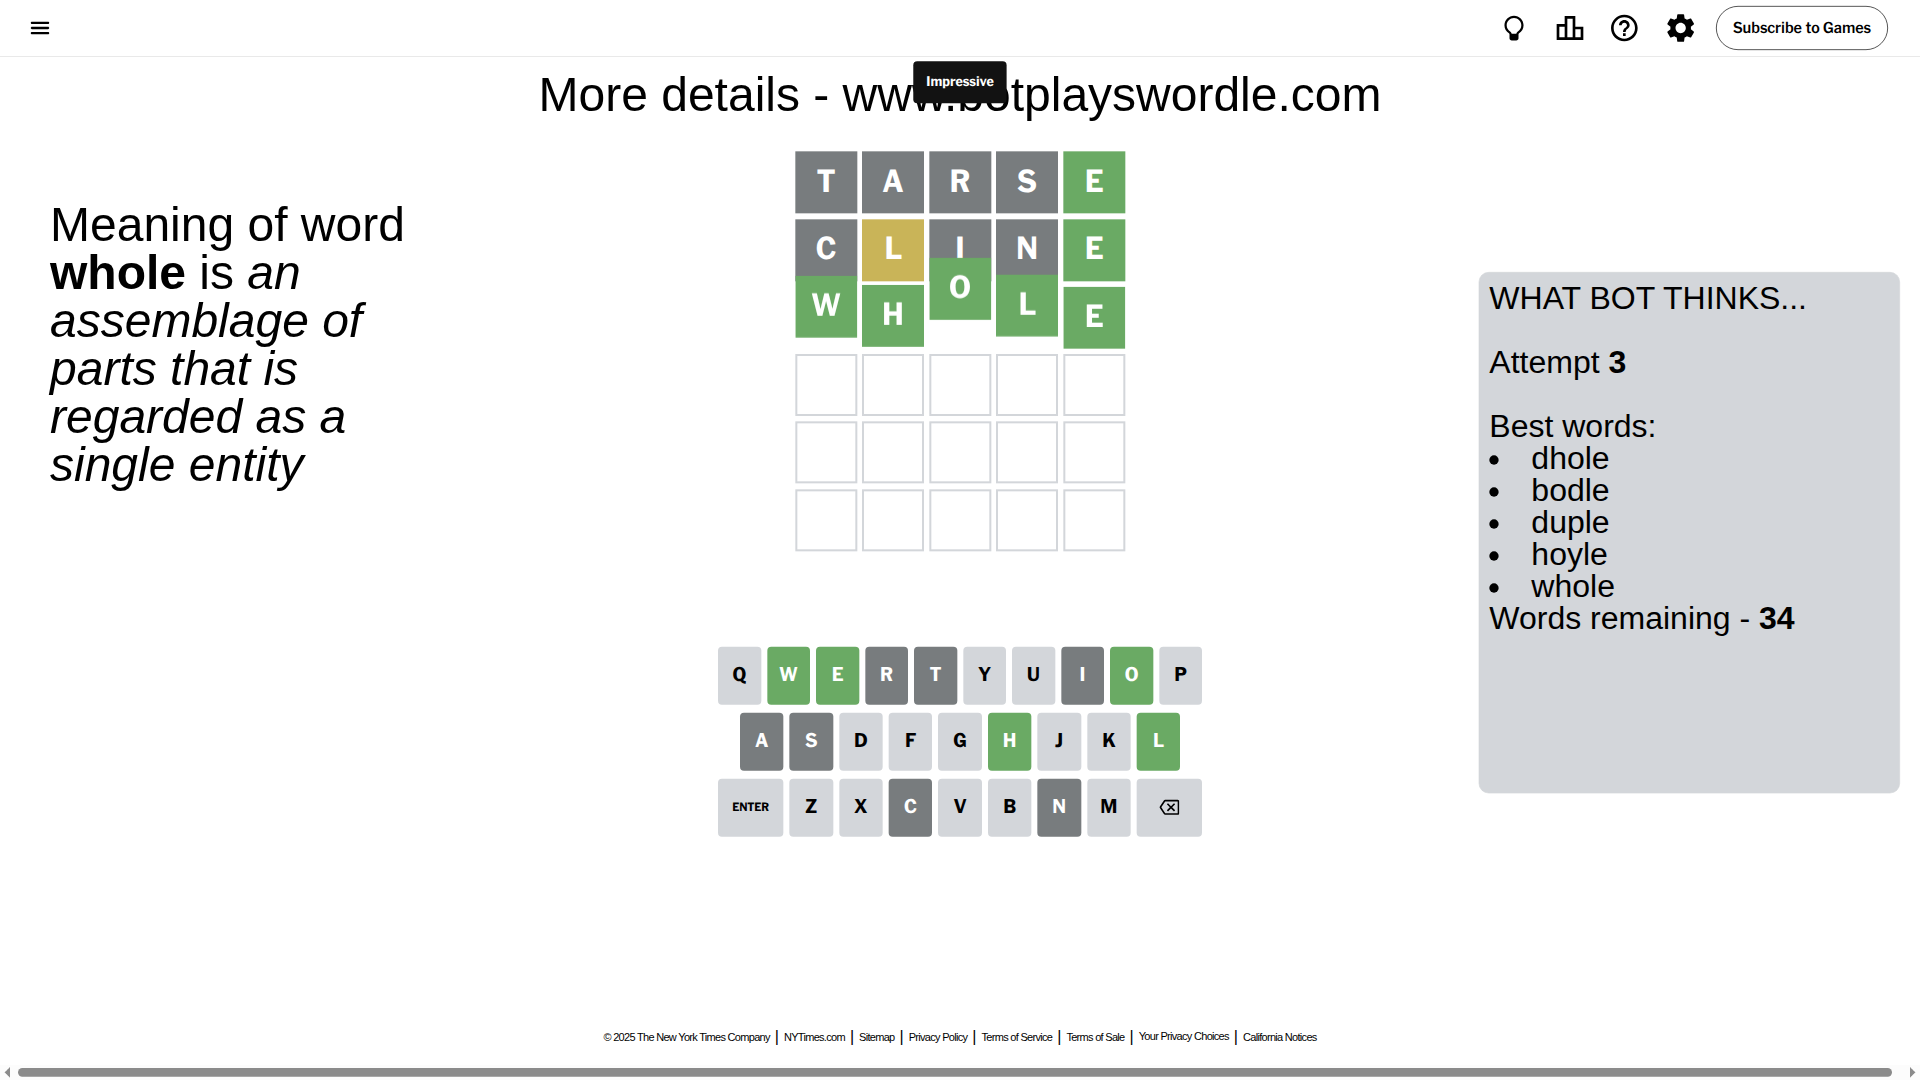 Subscribe to Games
Impressive
More details - www.botplayswordle.com
Meaning of word
whole is an
assemblage of
parts that is
regarded as a
single entity
T A R S E
C L I N E
W H O L E
WHAT BOT THINKS...
Attempt 3
Best words:
• dhole
• bodle
• duple
• hoyle
• whole
Words remaining - 34
Q W E R T Y U I O P
A S D F G H J K L
ENTER Z X C V B N M
© 2025 The New York Times Company | NYTimes.com | Sitemap | Privacy Policy | Terms of Service | Terms of Sale | Your Privacy Choices | California Notices